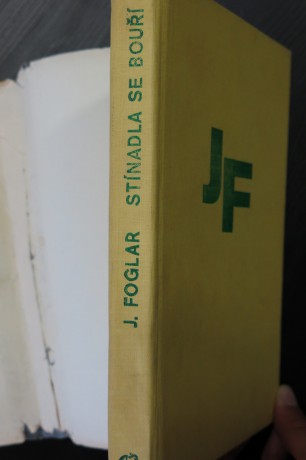 J. FOGLAR STÍNADLA SE BOUŘÍ
JF